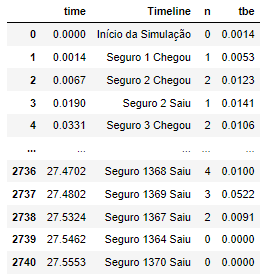 time Timeline n tbe
0 0.0000 Início da Simulação 0 0.0014
1 0.0014 Seguro 1 Chegou 1 0.0053
2 0.0067 Seguro 2 Chegou 2 0.0123
3 0.0190 Seguro 2 Saiu 1 0.0141
4 0.0331 Seguro 3 Chegou 2 0.0106
... ... ... ... ...
2736 27.4702 Seguro 1368 Saiu 4 0.0100
2737 27.4802 Seguro 1369 Saiu 3 0.0522
2738 27.5324 Seguro 1367 Saiu 2 0.0091
2739 27.5462 Seguro 1364 Saiu 0 0.0000
2740 27.5553 Seguro 1370 Saiu 0 0.0000